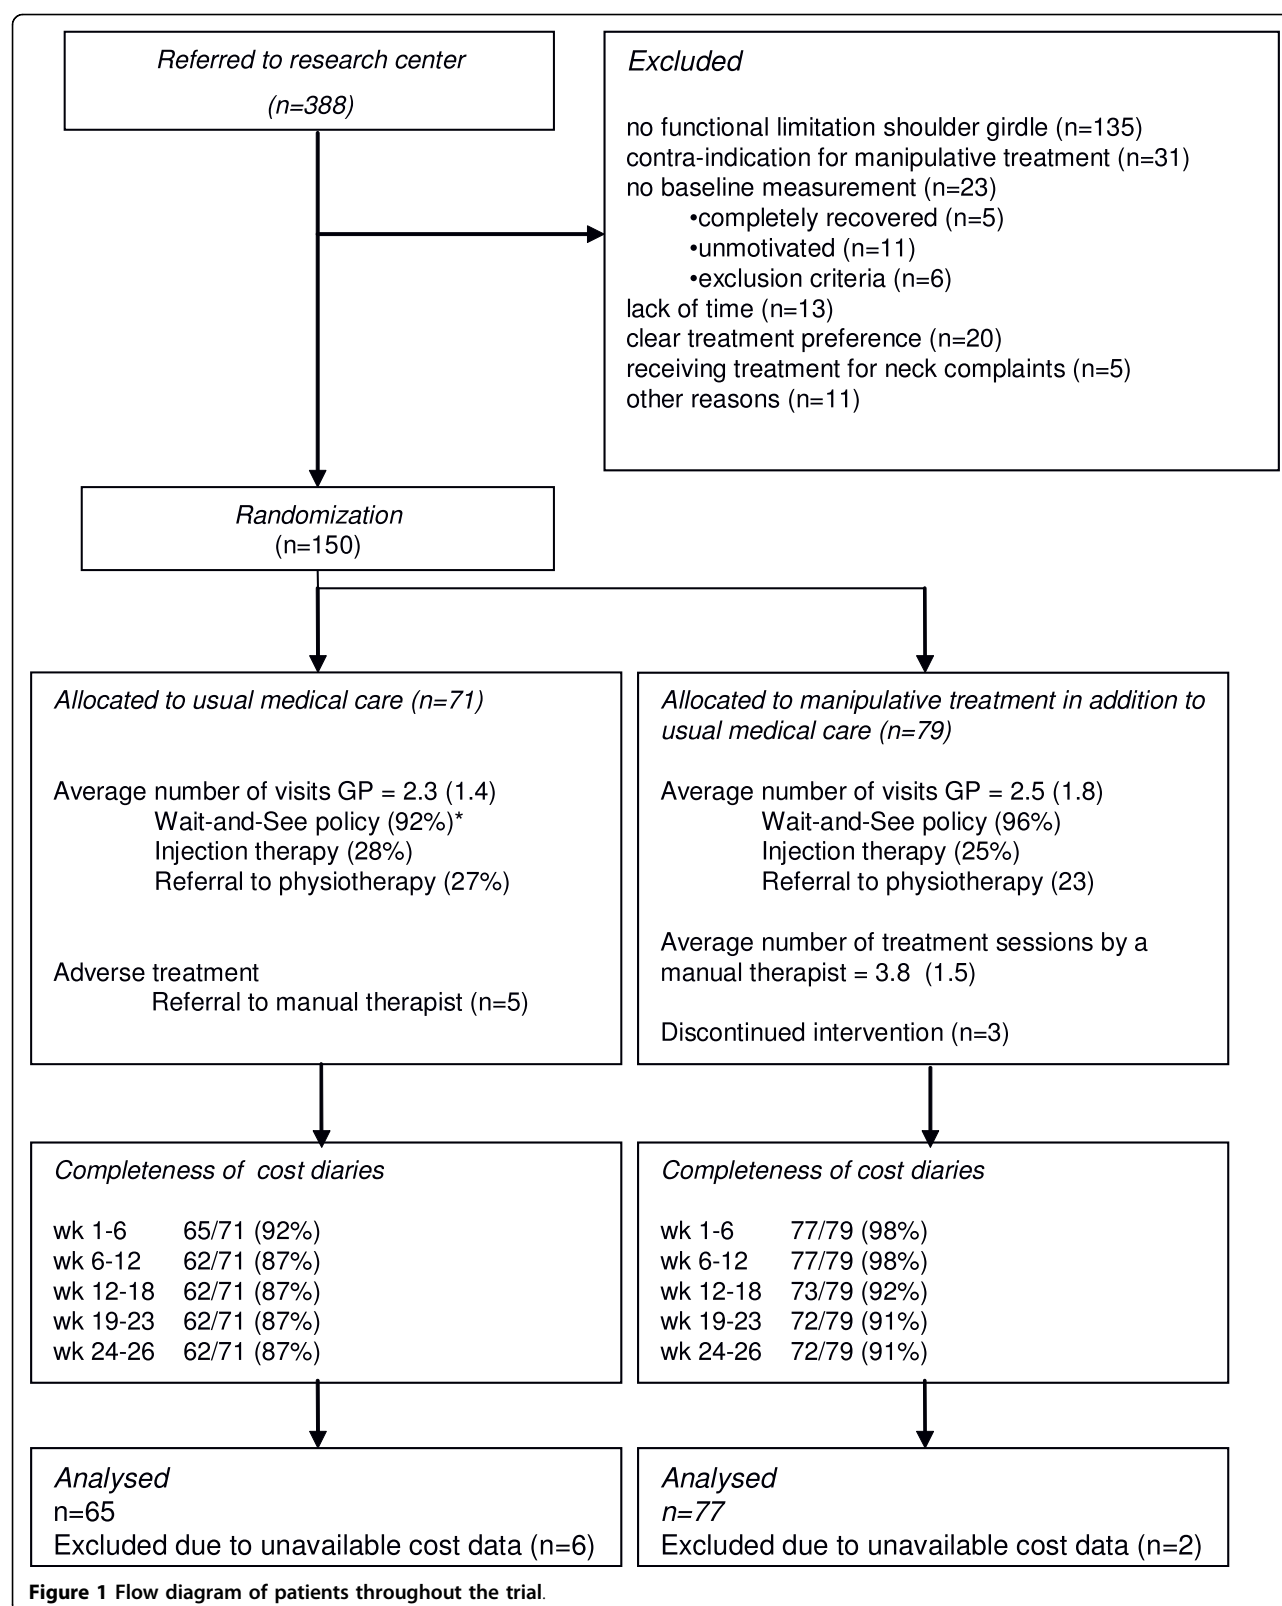 Referred to research center
(n=388)
Excluded
no functional limitation shoulder girdle (n=135)
contra-indication for manipulative treatment (n=31)
no baseline measurement (n=23)
•completely recovered (n=5)
•unmotivated (n=11)
•exclusion criteria (n=6)
lack of time (n=13)
clear treatment preference (n=20)
receiving treatment for neck complaints (n=5)
other reasons (n=11)
Randomization
(n=150)
Allocated to usual medical care (n=71)
Average number of visits GP = 2.3 (1.4)
Wait-and-See policy (92%)*
Injection therapy (28%)
Referral to physiotherapy (27%)
Adverse treatment
Referral to manual therapist (n=5)
Allocated to manipulative treatment in addition to
usual medical care (n=79)
Average number of visits GP = 2.5 (1.8)
Wait-and-See policy (96%)
Injection therapy (25%)
Referral to physiotherapy (23)
Average number of treatment sessions by a
manual therapist = 3.8 (1.5)
Discontinued intervention (n=3)
Completeness of cost diaries
wk 1-6 65/71 (92%)
wk 6-12 62/71 (87%)
wk 12-18 62/71 (87%)
wk 19-23 62/71 (87%)
wk 24-26 62/71 (87%)
Completeness of cost diaries
wk 1-6 77/79 (98%)
wk 6-12 77/79 (98%)
wk 12-18 73/79 (92%)
wk 19-23 72/79 (91%)
wk 24-26 72/79 (91%)
Analysed
n=65
Excluded due to unavailable cost data (n=6)
Analysed
n=77
Excluded due to unavailable cost data (n=2)
Figure 1 Flow diagram of patients throughout the trial.